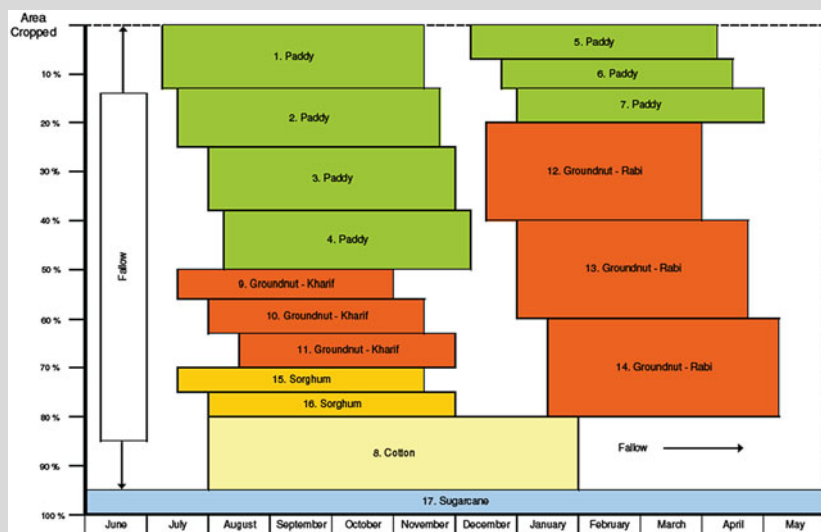 Area
Cropped
10 %
20 %
30 %
40 %
50 %
60 %
70 %
80 %
90 %
100 %
Fallow
1. Paddy
2. Paddy
3. Paddy
4. Paddy
9. Groundnut - Kharif
10. Groundnut - Kharif
11. Groundnut - Kharif
15. Sorghum
16. Sorghum
8. Cotton
5. Paddy
6. Paddy
7. Paddy
12. Groundnut - Rabi
13. Groundnut - Rabi
14. Groundnut - Rabi
Fallow
17. Sugarcane
June July August September October November December January February March April May